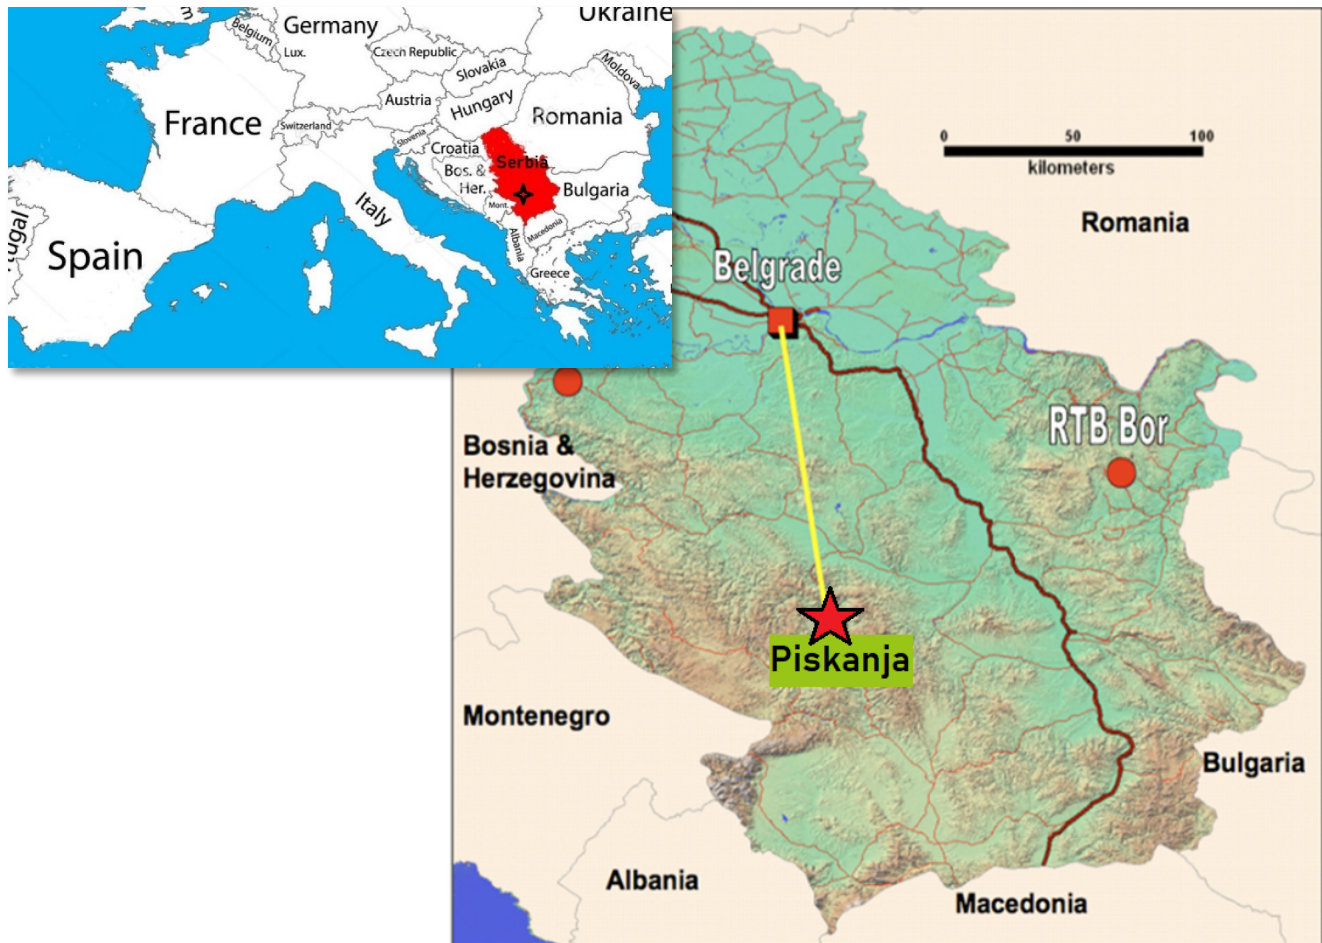 Ukraine
Germany
Belgium
Lux.
Czech Republic
Slovakia
Moldova
Austria
Hungary
France
Switzerland
Romania
Slovenia
Croatia
Serbia
Bos. &
Her.
Bulgaria
Italy
Mont.
Spain
Albania
Macedonia
Greece
0 50 100
kilometers
Romania
Belgrade
RTB Bor
Bosnia &
Herzegovina
Piskanja
Montenegro
Bulgaria
Albania
Macedonia